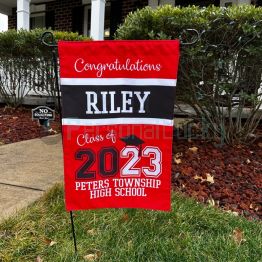 Congratulations
RILEY
Class of
2023
PETERS TOWNSHIP
HIGH SCHOOL